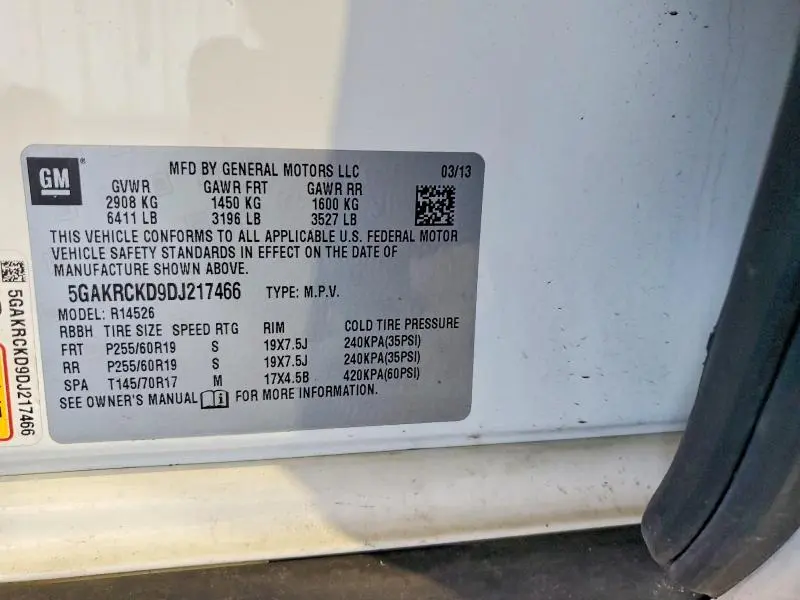 GM ®
MFD BY GENERAL MOTORS LLC 03/13
GVWR GAWR FRT GAWR RR
2908 KG 1450 KG 1600 KG
6411 LB 3196 LB 3527 LB
THIS VEHICLE CONFORMS TO ALL APPLICABLE U.S. FEDERAL MOTOR
VEHICLE SAFETY STANDARDS IN EFFECT ON THE DATE OF
MANUFACTURE SHOWN ABOVE.
5GAKRCKD9DJ217466 TYPE: M.P.V.
MODEL: R14526
RBBH TIRE SIZE SPEED RTG RIM COLD TIRE PRESSURE
FRT P255/60R19 S 19X7.5J 240KPA(35PSI)
RR P255/60R19 S 19X7.5J 240KPA(35PSI)
SPA T145/70R17 M 17X4.5B 420KPA(60PSI)
SEE OWNER'S MANUAL i FOR MORE INFORMATION.
5GAKRCKD9DJ217466